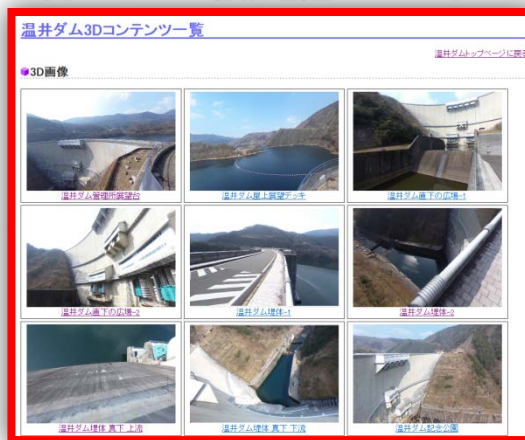 温井ダム3Dコンテンツ一覧
温井ダムトップページに戻る
3D画像
温井ダム管理所展望台
温井ダム屋上展望デッキ
温井ダム直下の広場-1
温井ダム直下の広場-2
温井ダム堤体-1
温井ダム堤体-2
温井ダム堤体 真下 上流
温井ダム堤体 真下 下流
温井ダム記念公園